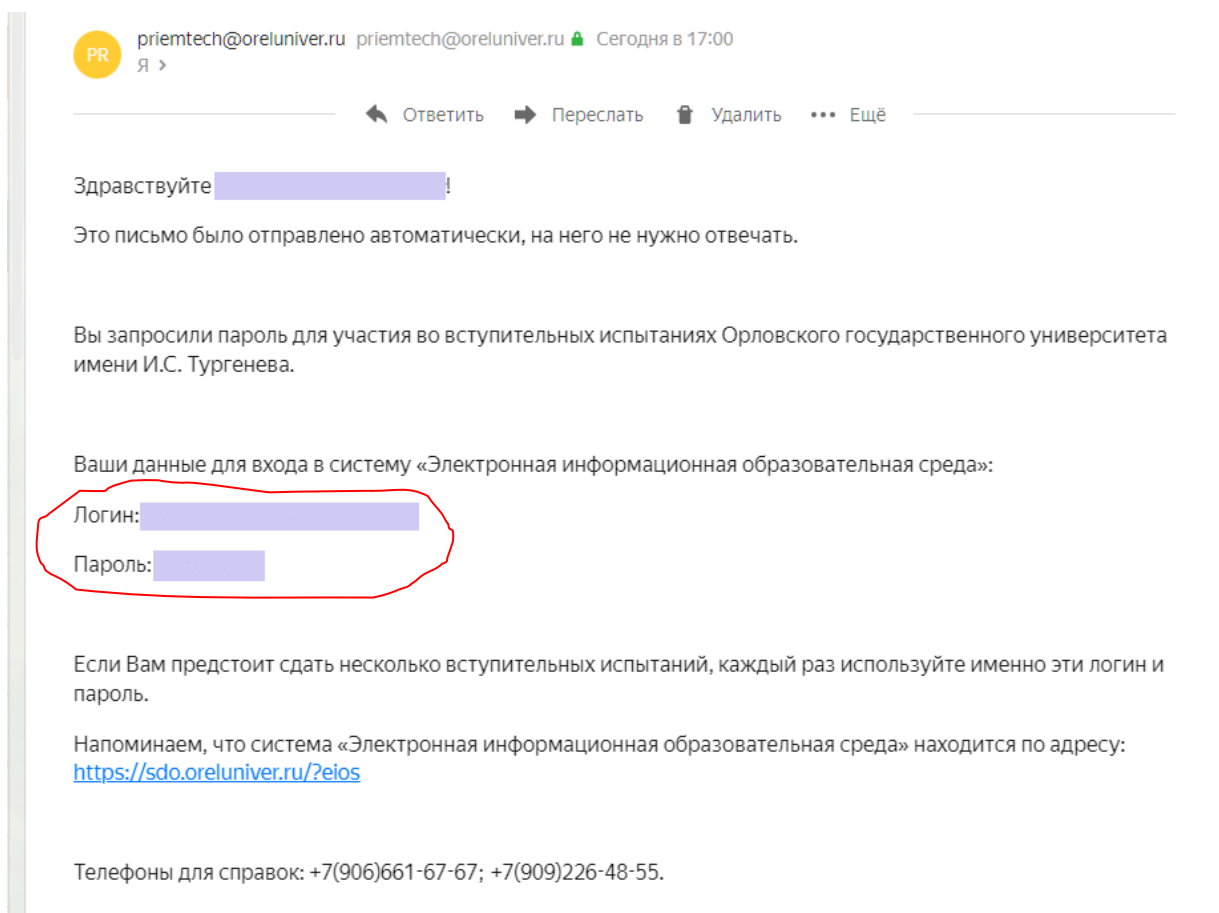 PR
priemtech@oreluniver.ru priemtech@oreluniver.ru Сегодня в 17:00
Я >
Ответить Переслать Удалить ••• Ещё
Здравствуйте !
Это письмо было отправлено автоматически, на него не нужно отвечать.
Вы запросили пароль для участия во вступительных испытаниях Орловского государственного университета
имени И.С. Тургенева.
Ваши данные для входа в систему «Электронная информационная образовательная среда»:
Логин:
Пароль:
Если Вам предстоит сдать несколько вступительных испытаний, каждый раз используйте именно эти логин и
пароль.
Напоминаем, что система «Электронная информационная образовательная среда» находится по адресу:
https://sdo.oreluniver.ru/?eios
Телефоны для справок: +7(906)661-67-67; +7(909)226-48-55.